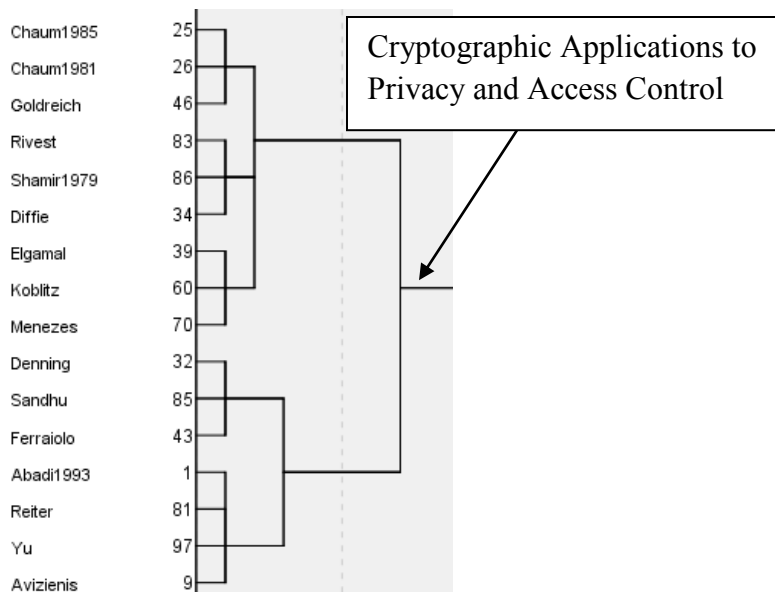 Cryptographic Applications to
Privacy and Access Control
Chaum1985 25
Chaum1981 26
Goldreich 46
Rivest 83
Shamir1979 86
Diffie 34
Elgamal 39
Koblitz 60
Menezes 70
Denning 32
Sandhu 85
Ferraiolo 43
Abadi1993 1
Reiter 81
Yu 97
Avizienis 9